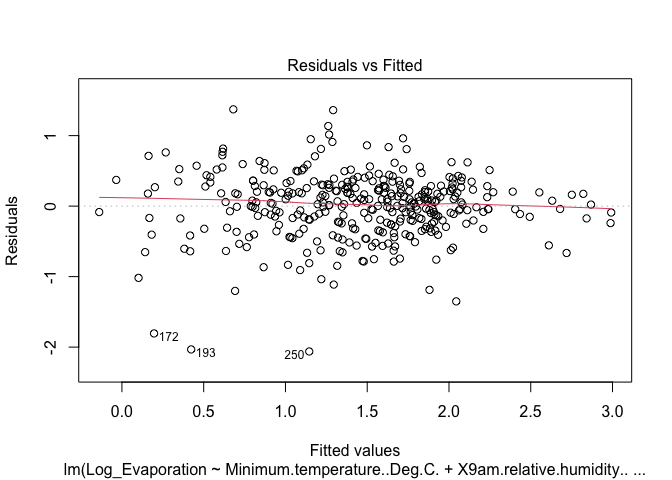 Residuals vs Fitted
Residuals
1
0
-1
-2
172
193
250
0.0 0.5 1.0 1.5 2.0 2.5 3.0
Fitted values
lm(Log_Evaporation ~ Minimum.temperature..Deg.C. + X9am.relative.humidity.. ...